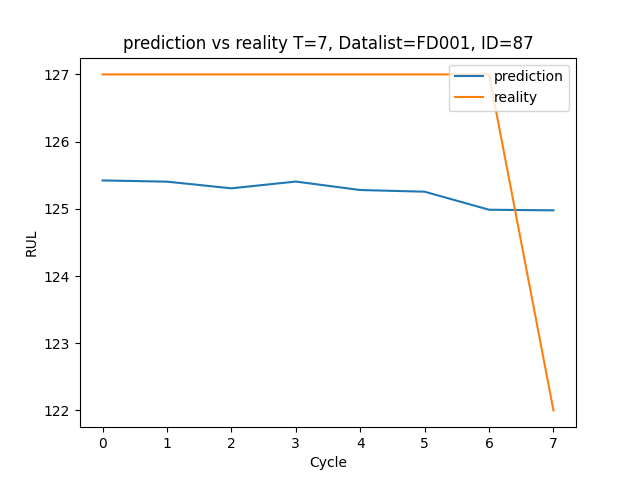 prediction vs reality T=7, Datalist=FD001, ID=87
prediction
reality
127
126
125
124
123
122
RUL
0 1 2 3 4 5 6 7
Cycle